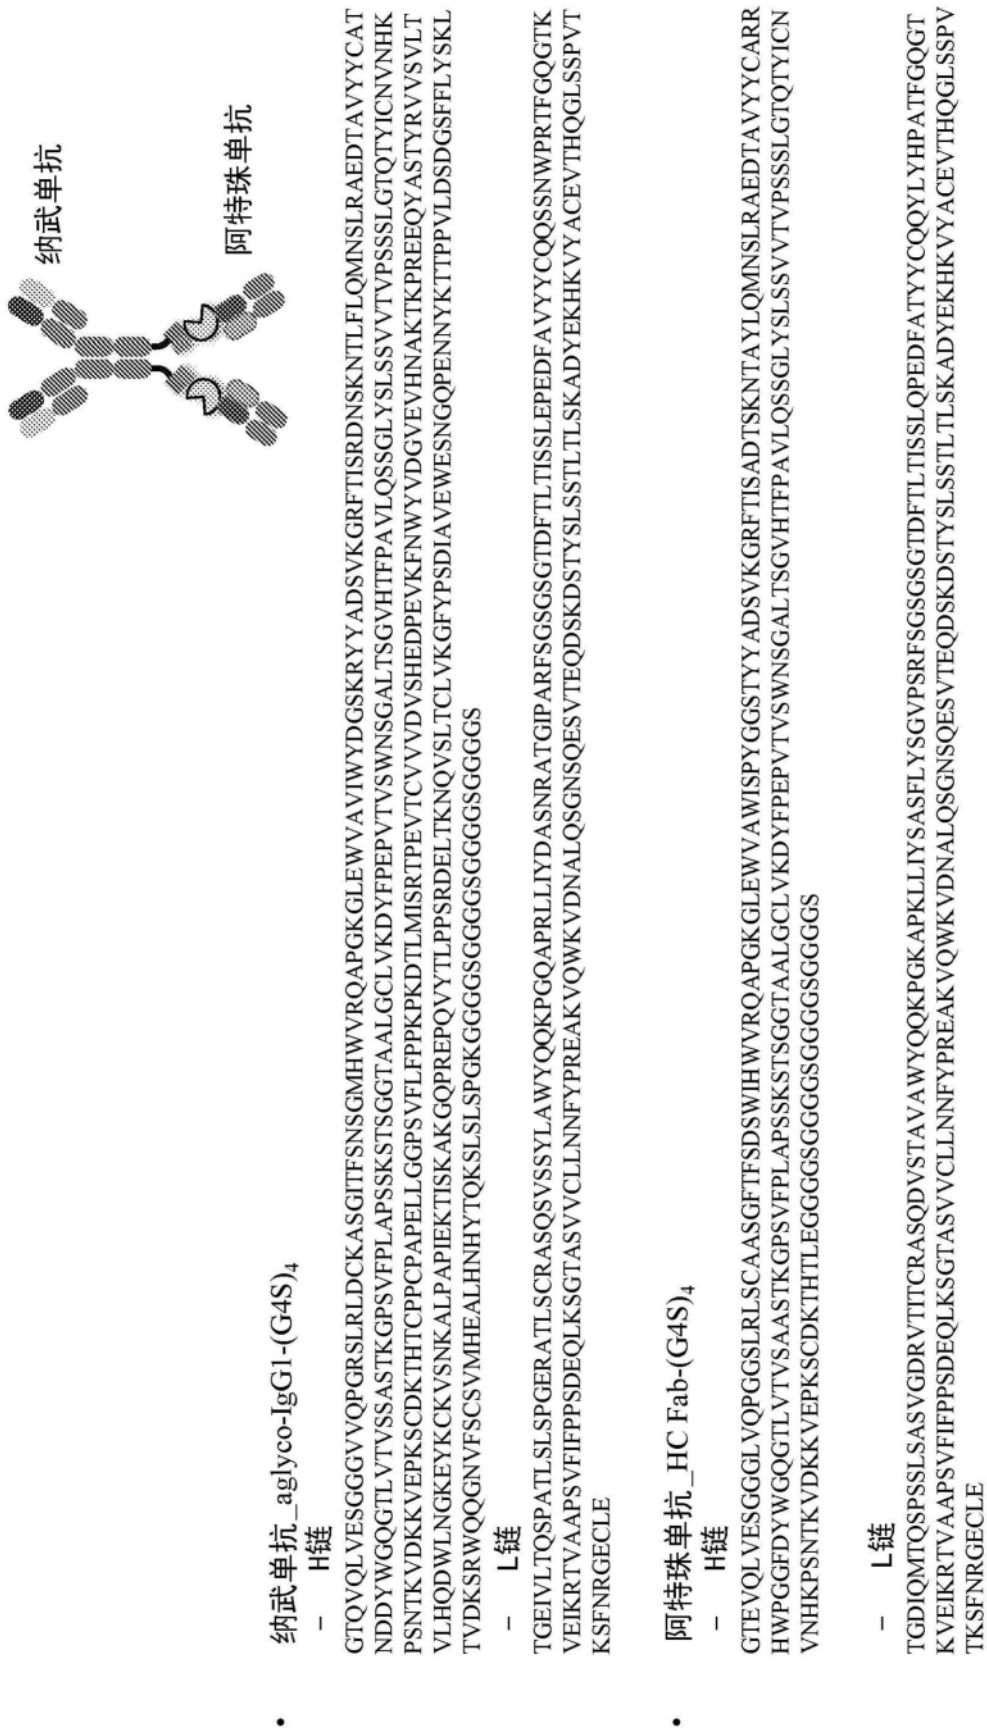 纳武单抗
阿特珠单抗
• 纳武单抗_aglyco-IgG1-(G4S)4
– H链
GTQVQLVESGGGVVQPGRSLRLDCKASGITFSNSGMHWVRQAPGKGLEWVAVIWYDGSKRYYADSVKGRFTISRDNSKNTLFLQMNSLRAEDTAVYYCAT
NDDYWGQGTLVTVSSASTKGPSVFPLAPSSKSTSGGTAALGCLVKDYFPEPVTVSWNSGALTSGVHTFPAVLQSSGLYSLSSVVTVPSSSLGTQTYICNVNHK
PSNTKVDKKVEPKSCDKTHTCPPCPAPELLGGPSVFLFPPKPKDTLMISRTPEVTCVVVDVSHEDPEVKFNWYVDGVEVHNAKTKPREEQYASTYRVVSVLT
VLHQDWLNGKEYKCKVSNKALPAPIEKTISKAKGQPREPQVYTLPPSRDELTKNQVSLTCLVKGFYPSDIAVEWESNGQPENNYKTTPPVLDSDGSFFLYSKL
TVDKSRWQQGNVFSCSVMHEALHNHYTQKSLSLSPGKGGGGSGGGGSGGGGSGGGGS
– L链
TGEIVLTQSPATLSLSPGERATLSCRASQSVSSYLAWYQQKPGQAPRLLIYDASNRATGIPARFSGSGSGTDFTLTISSLEPEDFAVYYCQQSSNWPRTFGQGTK
VEIKRTVAAPSVFIFPPSDEQLKSGTASVVCLLNNFYPREAKVQWKVDNALQSGNSQESVTEQDSKDSTYSLSSTLTLSKADYEKHKVYACEVTHQGLSSPVT
KSFNRGECLE
• 阿特珠单抗_HC Fab-(G4S)4
– H链
GTEVQLVESGGGLVQPGGSLRLSCAASGFTFSDSWIHWVRQAPGKGLEWVAWISPYGGSTYYADSVKGRFTISADTSKNTAYLQMNSLRAEDTAVYYCARR
HWPGGFDYWGQGTLVTVSAASTKGPSVFPLAPSSKSTSGGTAALGCLVKDYFPEPVTVSWNSGALTSGVHTFPAVLQSSGLYSLSSVVTVPSSSLGTQTYICN
VNHKPSNTKVDKKVEPKSCDKTHTLEGGGGSGGGGSGGGGSGGGGS
– L链
TGDIQMTQSPSSLSASVGDRVTITCRASQDVSTAVAWYQQKPGKAPKLLIYSASFLYSGVPSRFSGSGSGTDFTLTISSLQPEDFATYYCQQYLYHPATFGQGT
KVEIKRTVAAPSVFIFPPSDEQLKSGTASVVCLLNNFYPREAKVQWKVDNALQSGNSQESVTEQDSKDSTYSLSSTLTLSKADYEKHKVYACEVTHQGLSSPV
TKSFNRGECLE